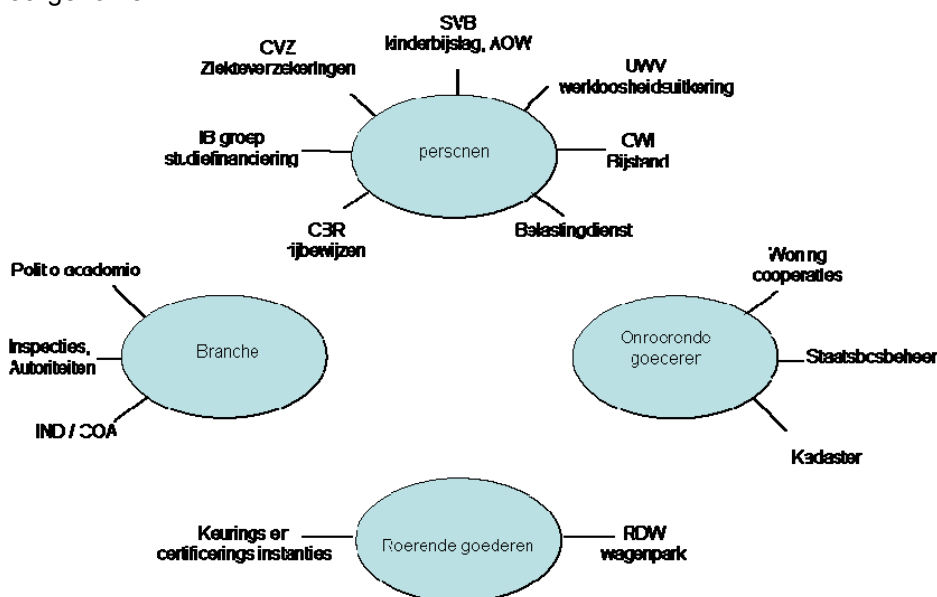 SVB
kinderbijslag, AOW
CVZ
Ziekteverzekeringen
UWV
werkloosheidsuitkering
IB groep
studiefinanciering
personen
CWI
Bijstand
CBR
rijbewijzen
Belastingdienst
Politie academie
Woning
cooperaties
Inspecties,
Autoriteiten
Branche
Onroerende
goederen
Staatsbosbeheer
IND / COA
Kadaster
Keurings en
certificerings instanties
Roerende goederen
RDW
wagenpark